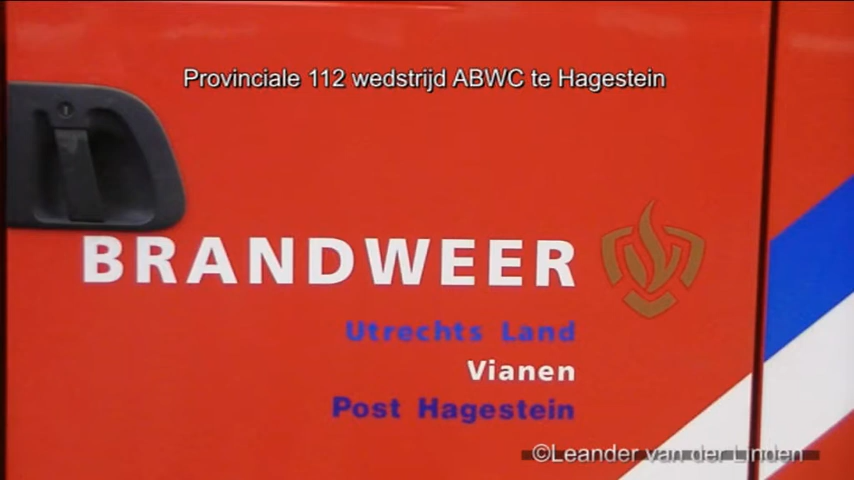 Provinciale 112 wedstrijd ABWC te Hagestein
BRANDWEER
Utrechts Land
Vianen
Post Hagestein
©Leander van der Linden